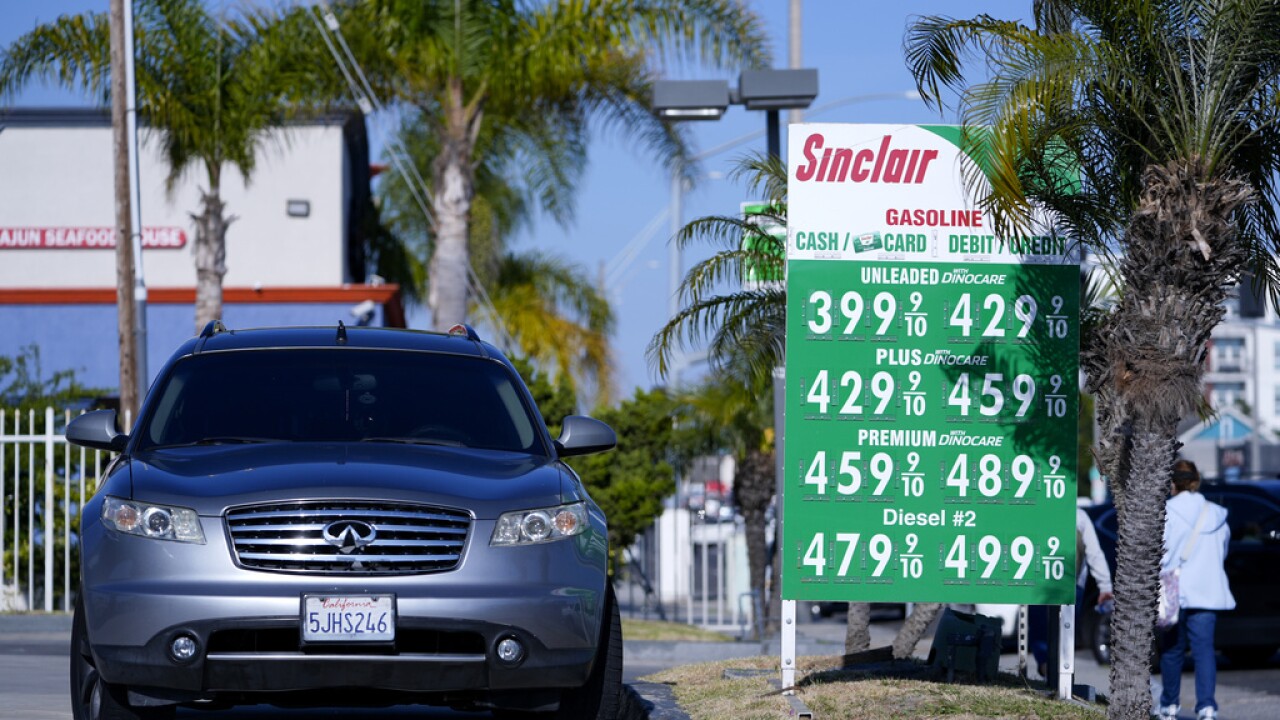 Sinclair
GASOLINE
CASH / CARD DEBIT / CREDIT
UNLEADED WITH DINOCARE
399 9/10 429 9/10
PLUS WITH DINOCARE
429 9/10 459 9/10
PREMIUM WITH DINOCARE
459 9/10 489 9/10
Diesel #2
479 9/10 499 9/10
AJUN SEAFOOD OUSE
California
5JHS246